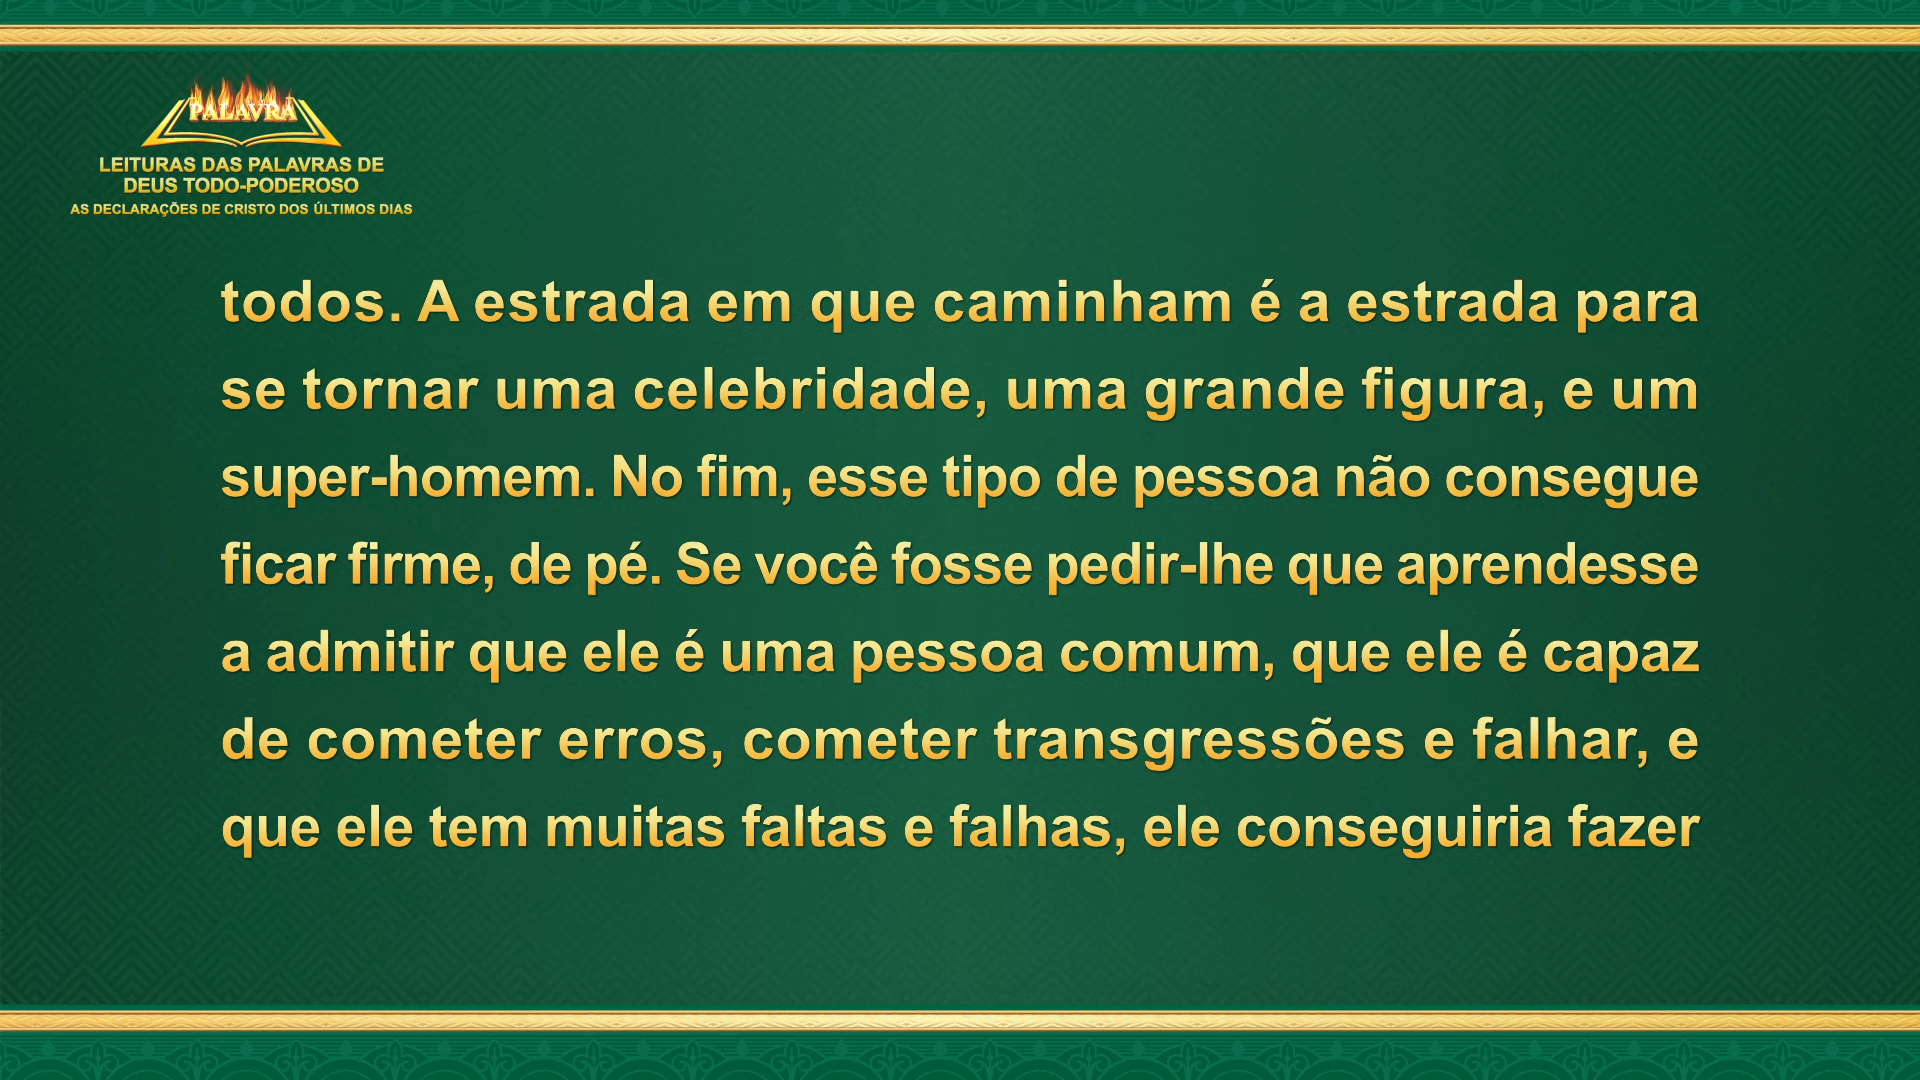 PALAVRA
LEITURAS DAS PALAVRAS DE
DEUS TODO-PODEROSO
AS DECLARAÇÕES DE CRISTO DOS ÚLTIMOS DIAS
todos. A estrada em que caminham é a estrada para
se tornar uma celebridade, uma grande figura, e um
super-homem. No fim, esse tipo de pessoa não consegue
ficar firme, de pé. Se você fosse pedir-lhe que aprendesse
a admitir que ele é uma pessoa comum, que ele é capaz
de cometer erros, cometer transgressões e falhar, e
que ele tem muitas faltas e falhas, ele conseguiria fazer